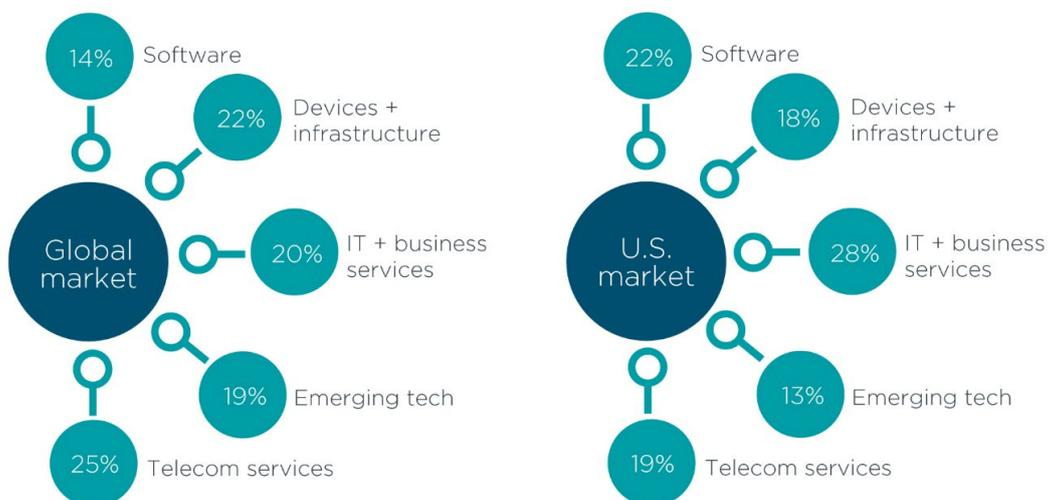 14%
Software
22%
Devices +
infrastructure
Global
market
20%
IT + business
services
19%
Emerging tech
25%
Telecom services
22%
Software
18%
Devices +
infrastructure
U.S.
market
28%
IT + business
services
13%
Emerging tech
19%
Telecom services